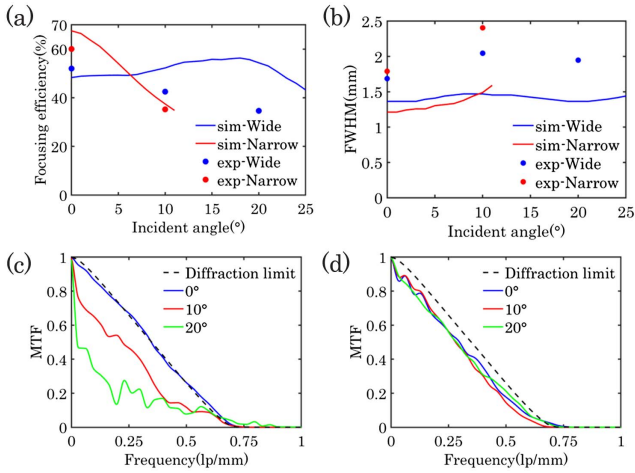 (a)
Focusing efficiency(%)
80
60
40
20
0
0 5 10 15 20 25
Incident angle(°)
sim-Wide
sim-Narrow
exp-Wide
exp-Narrow
(b)
FWHM(mm)
2.5
2
1.5
1
0.5
0
0 5 10 15 20 25
Incident angle(°)
sim-Wide
sim-Narrow
exp-Wide
exp-Narrow
(c)
MTF
1
0.8
0.6
0.4
0.2
0
0 0.25 0.5 0.75 1
Frequency(lp/mm)
Diffraction limit
0°
10°
20°
(d)
MTF
1
0.8
0.6
0.4
0.2
0
0 0.25 0.5 0.75 1
Frequency(lp/mm)
Diffraction limit
0°
10°
20°